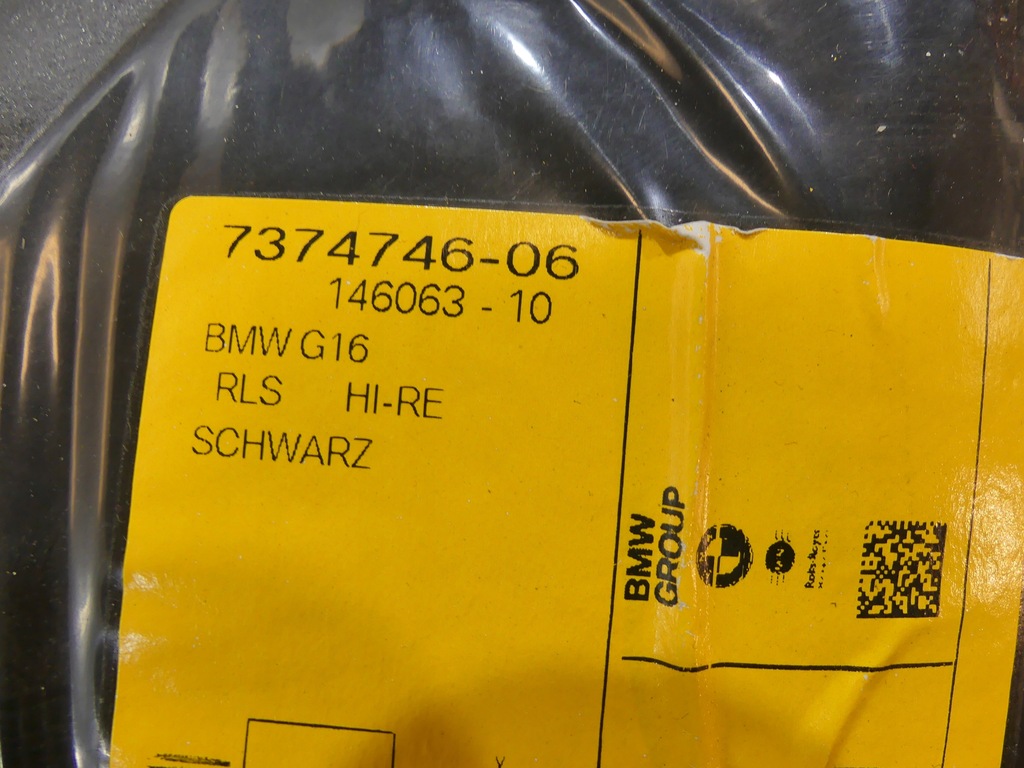 7374746-06
146063 - 10
BMW G16
RLS HI-RE
SCHWARZ
BMW
GROUP